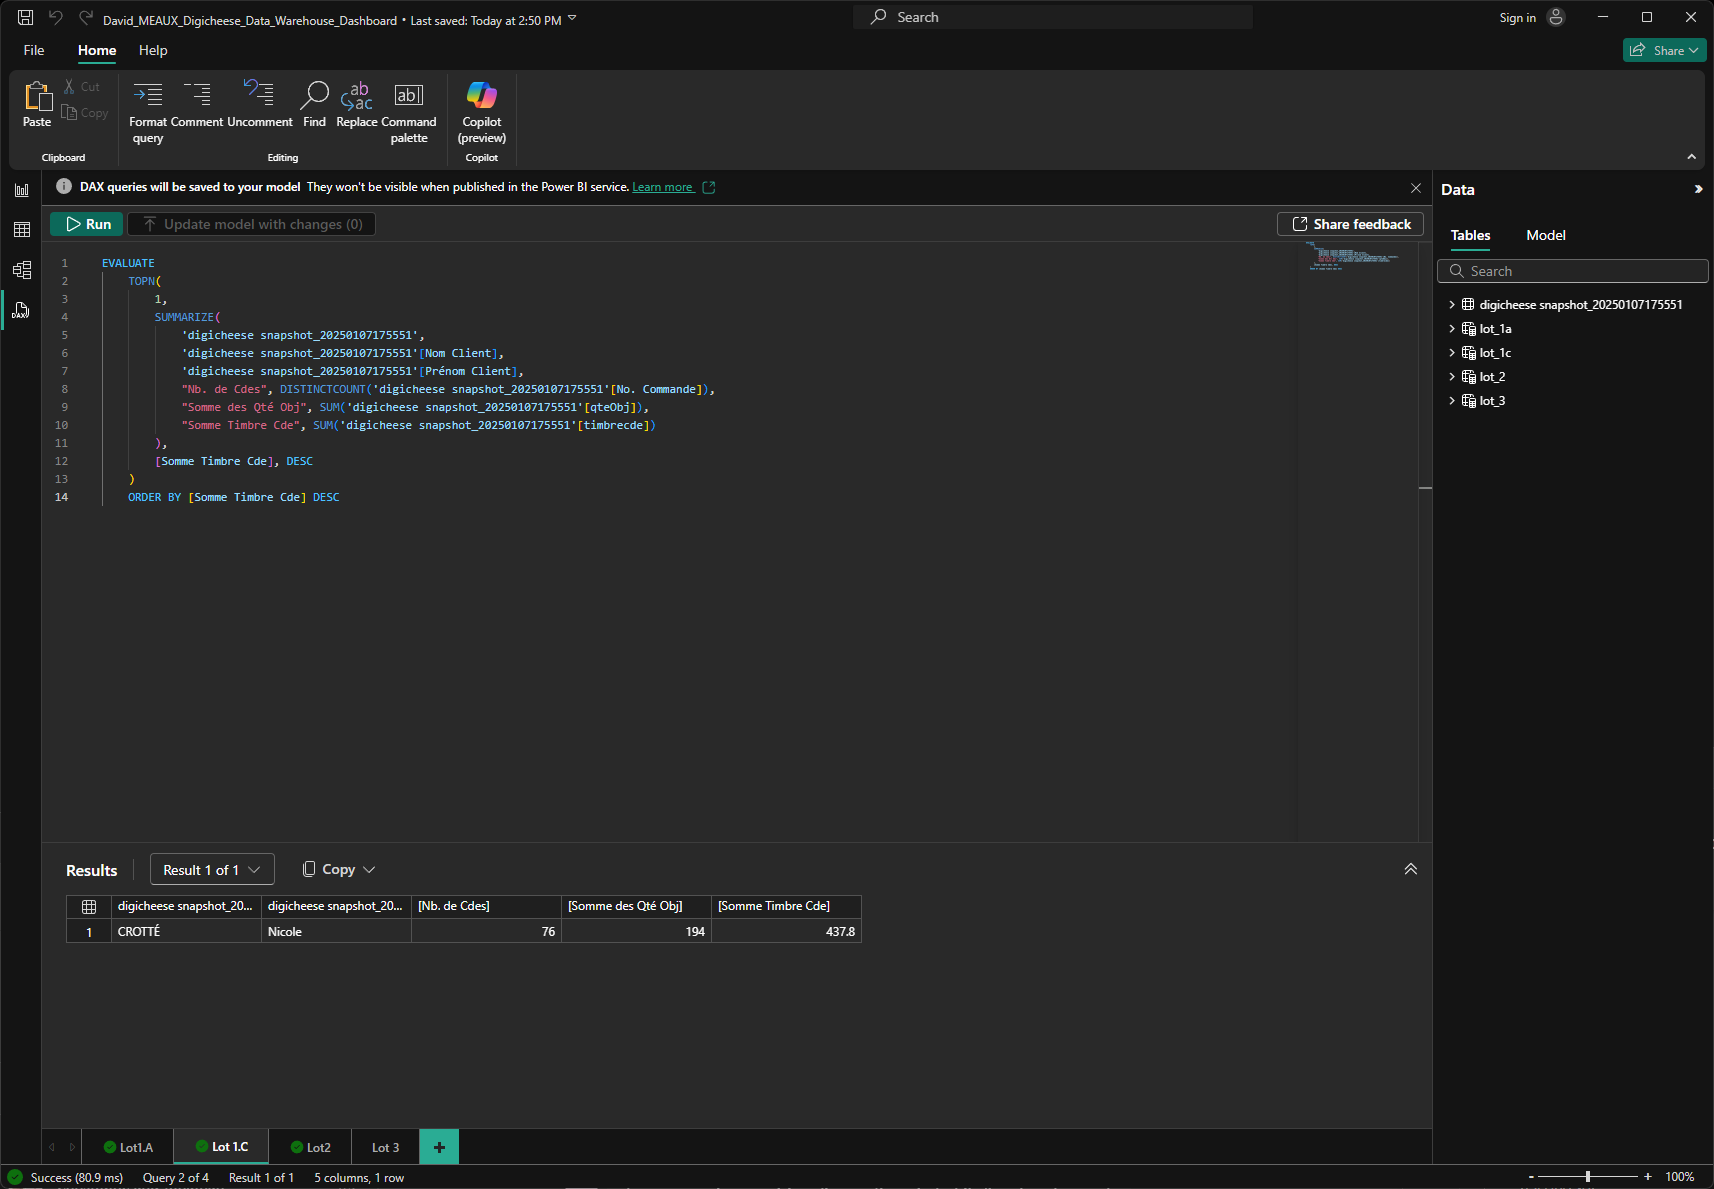 David_MEAUX_Digicheese_Data_Warehouse_Dashboard • Last saved: Today at 2:50 PM
Search
Sign in
File
Home
Help
Share
Paste
Cut
Copy
Clipboard
Format query
Comment
Uncomment
Find
Replace
Command palette
Editing
Copilot (preview)
Copilot
DAX queries will be saved to your model They won't be visible when published in the Power BI service. Learn more
Run
Update model with changes (0)
Share feedback
1 EVALUATE
2 TOPN(
3 1,
4 SUMMARIZE(
5 'digicheese snapshot_20250107175551',
6 'digicheese snapshot_20250107175551'[Nom Client],
7 'digicheese snapshot_20250107175551'[Prénom Client],
8 "Nb. de Cdes", DISTINCTCOUNT('digicheese snapshot_20250107175551'[No. Commande]),
9 "Somme des Qté Obj", SUM('digicheese snapshot_20250107175551'[qteObj]),
10 "Somme Timbre Cde", SUM('digicheese snapshot_20250107175551'[timbrecde])
11 ),
12 [Somme Timbre Cde], DESC
13 )
14 ORDER BY [Somme Timbre Cde] DESC
Data
Tables
Model
Search
digicheese snapshot_20250107175551
lot_1a
lot_1c
lot_2
lot_3
Results
Result 1 of 1
Copy
digicheese snapshot_20... digicheese snapshot_20... [Nb. de Cdes] [Somme des Qté Obj] [Somme Timbre Cde]
1 CROTTÉ Nicole 76 194 437.8
Lot1.A
Lot 1.C
Lot2
Lot 3
+
Success (80.9 ms) Query 2 of 4 Result 1 of 1 5 columns, 1 row
- + 100%